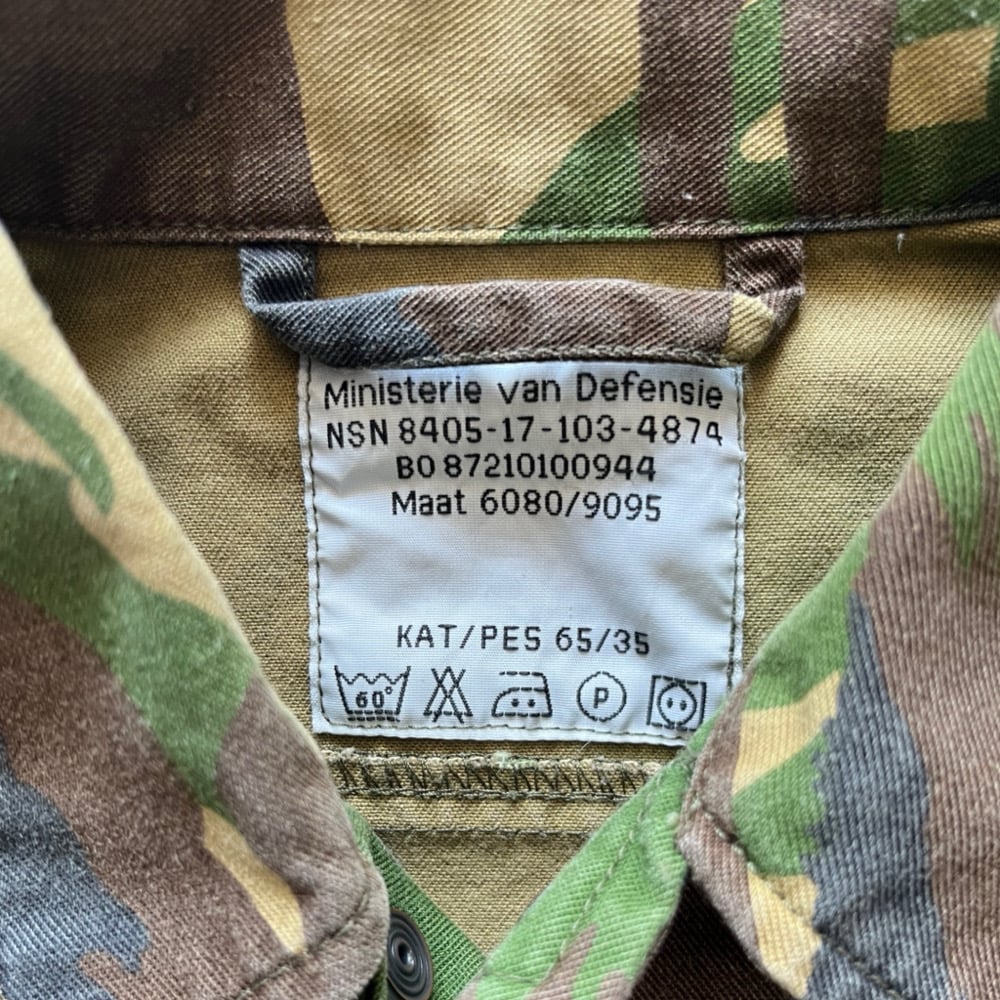 Ministerie van Defensie
NSN 8405-17-103-4874
BO 87210100944
Maat 6080/9095
KAT/PES 65/35
60°
P